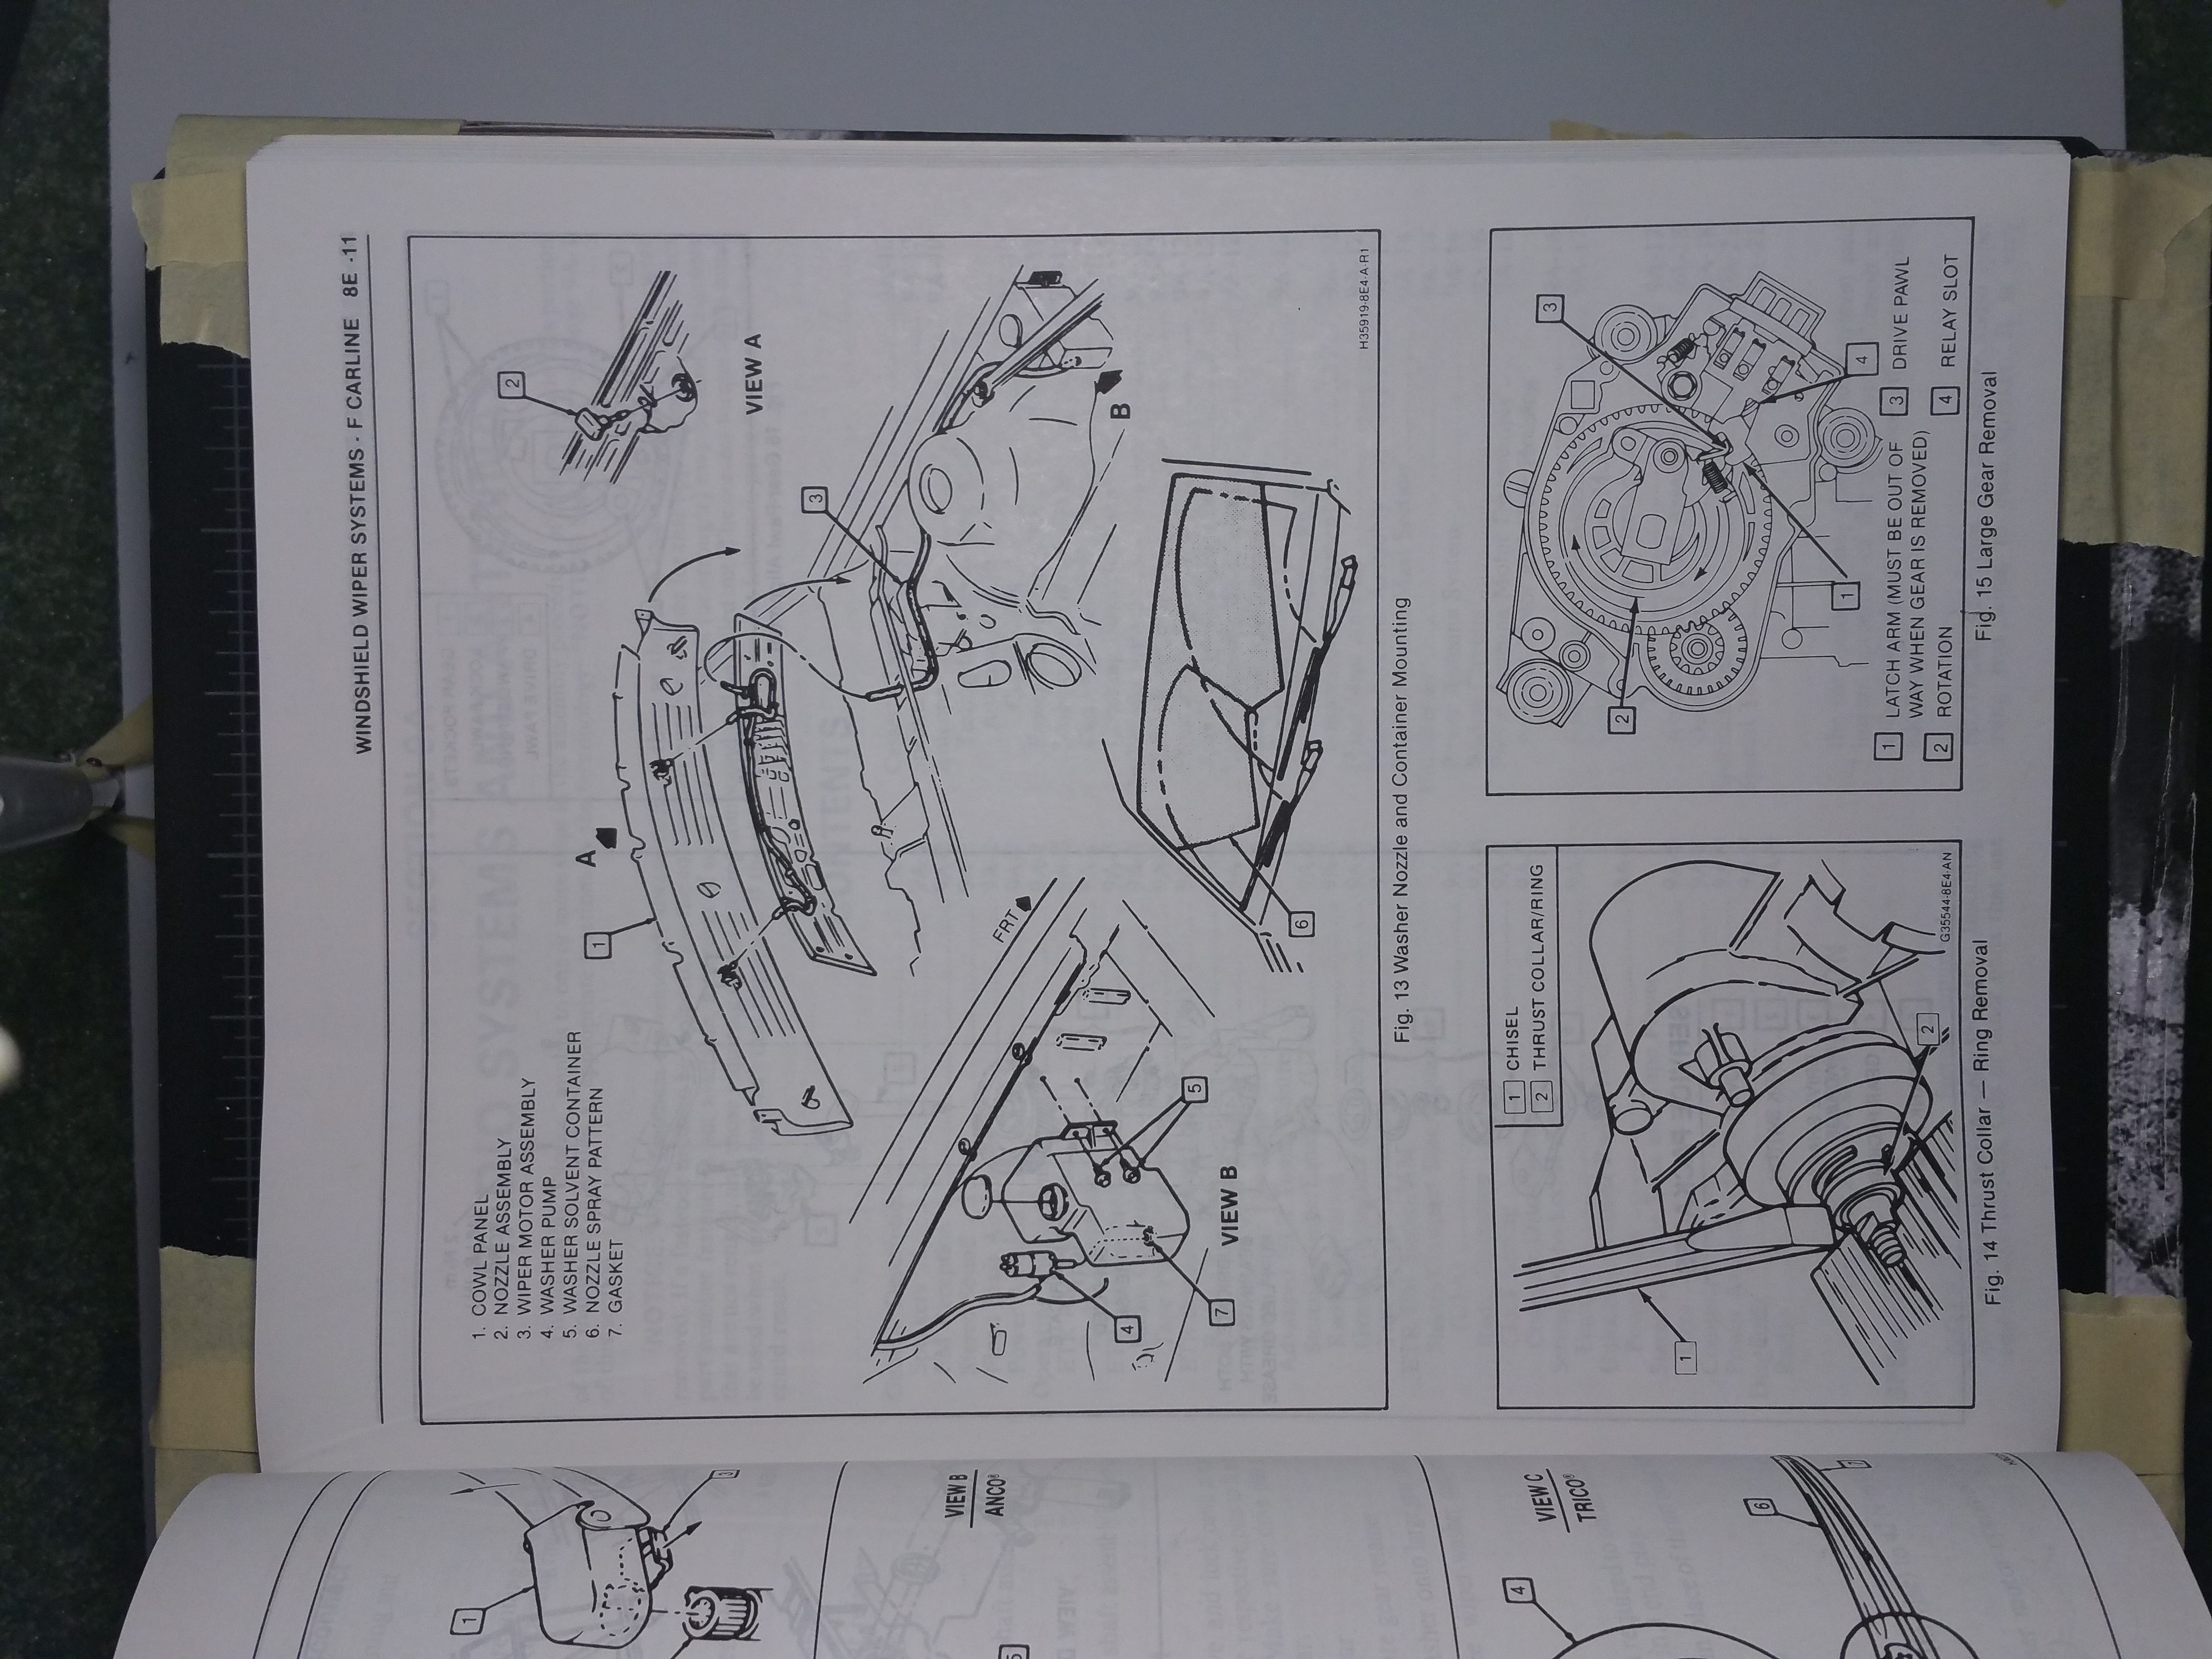 WINDSHIELD WIPER SYSTEMS - F CARLINE 8E -11
1. COWL PANEL
2. NOZZLE ASSEMBLY
3. WIPER MOTOR ASSEMBLY
4. WASHER PUMP
5. WASHER SOLVENT CONTAINER
6. NOZZLE SPRAY PATTERN
7. GASKET
1
A
2
VIEW A
3
B
FRT
4
5
7
VIEW B
6
H35919-8E4-A-R1
Fig. 13 Washer Nozzle and Container Mounting
1 CHISEL
2 THRUST COLLAR/RING
1
2
G35544-8E4-AN
Fig. 14 Thrust Collar — Ring Removal
3
4
2
1
1 LATCH ARM (MUST BE OUT OF
WAY WHEN GEAR IS REMOVED)
2 ROTATION
3 DRIVE PAWL
4 RELAY SLOT
Fig. 15 Large Gear Removal
1
3
VIEW B
ANCO®
5
VIEW C
TRICO®
4
6